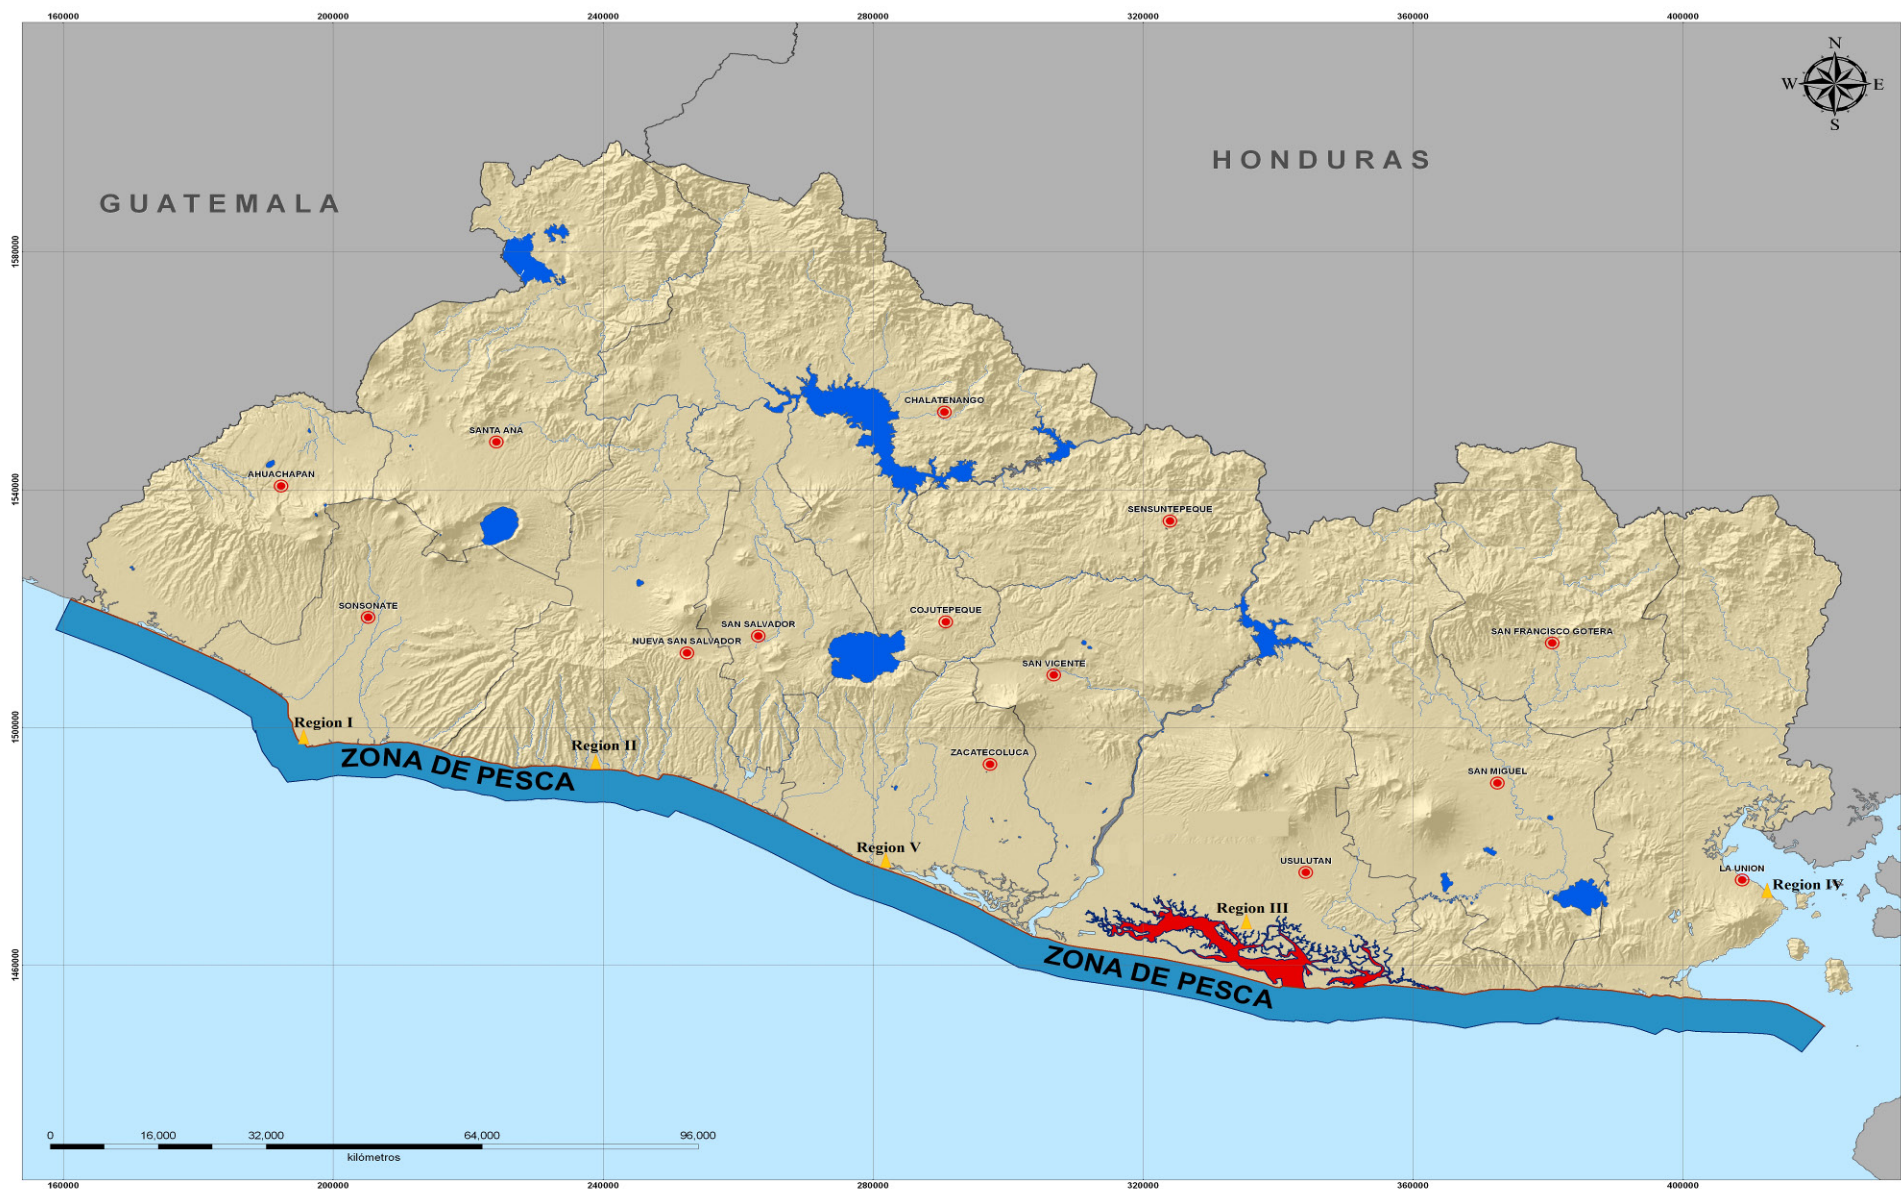 160000 200000 240000 280000 320000 360000 400000
N
W E
S
HONDURAS
GUATEMALA
1580000
CHALATENANGO
SANTA ANA
AHUACHAPAN
1540000
SENSUNTEPEQUE
SONSONATE
COJUTEPEQUE
SAN SALVADOR
SAN FRANCISCO GOTERA
NUEVA SAN SALVADOR
SAN VICENTE
Region I
1500000
Region II
ZACATECOLUCA
ZONA DE PESCA
SAN MIGUEL
Region V
USULUTAN
LA UNION
Region IV
Region III
1460000
ZONA DE PESCA
0 16,000 32,000 64,000 96,000
kilómetros
160000 200000 240000 280000 320000 360000 400000